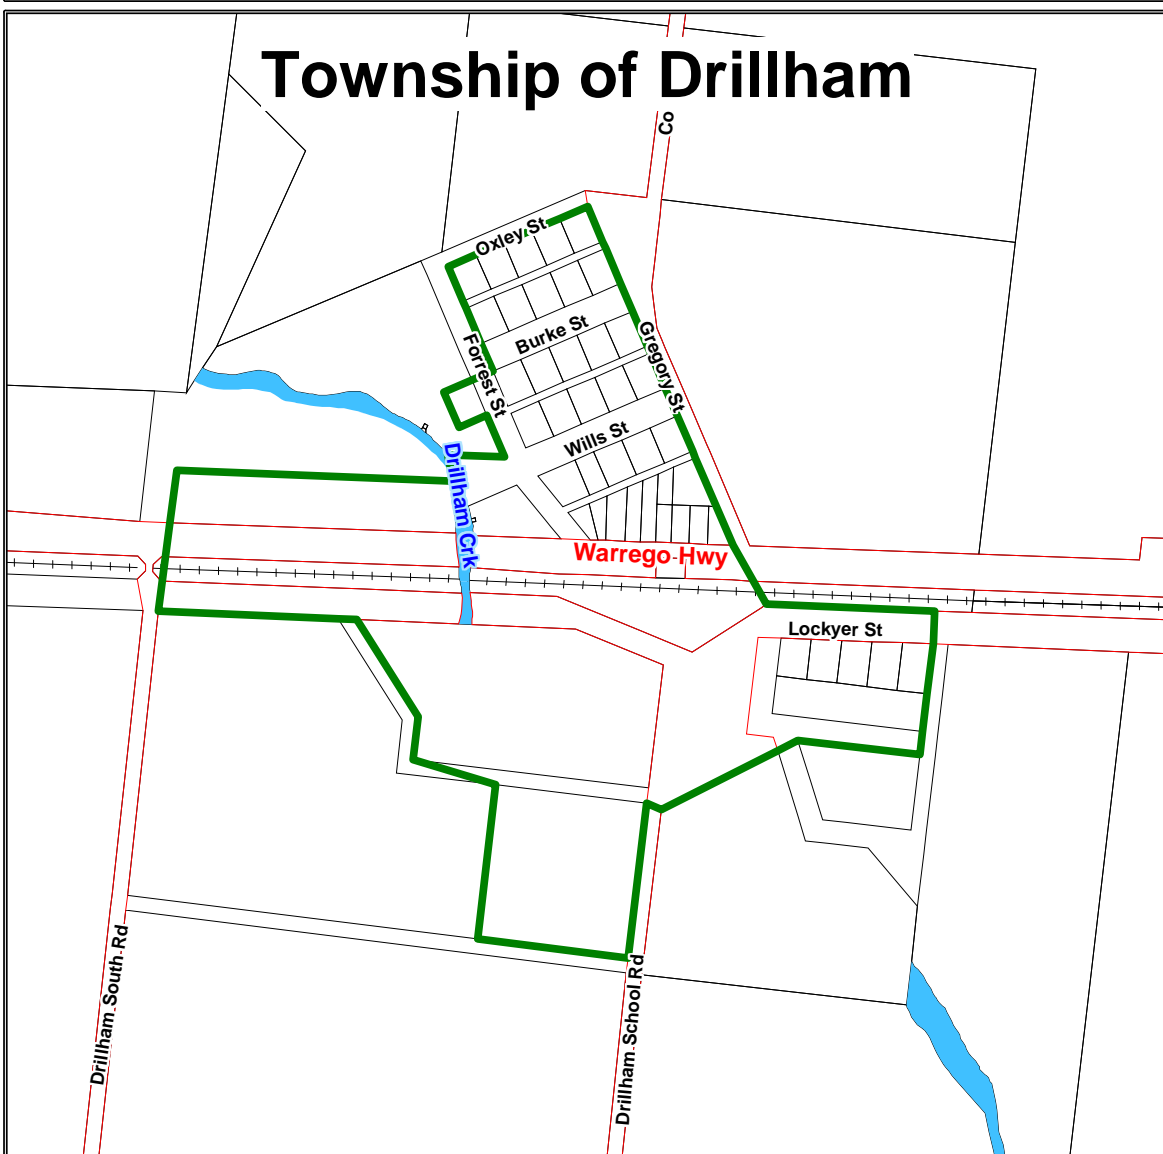 Township of Drillham
Co
Oxley St
Burke St
Forrest St
Gregory St
Wills St
Drillham Crk
Warrego Hwy
Lockyer St
Drillham South Rd
Drillham School Rd